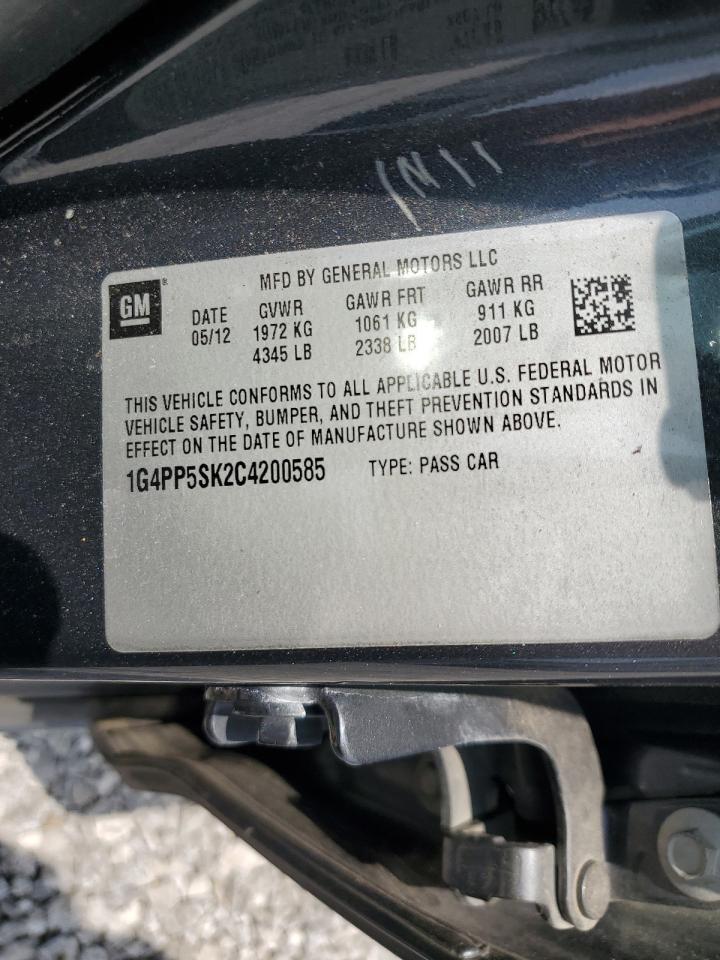 1N11
MFD BY GENERAL MOTORS LLC
GM ®
DATE GVWR GAWR FRT GAWR RR
05/12 1972 KG 1061 KG 911 KG
4345 LB 2338 LB 2007 LB
THIS VEHICLE CONFORMS TO ALL APPLICABLE U.S. FEDERAL MOTOR
VEHICLE SAFETY, BUMPER, AND THEFT PREVENTION STANDARDS IN
EFFECT ON THE DATE OF MANUFACTURE SHOWN ABOVE.
1G4PP5SK2C4200585 TYPE: PASS CAR